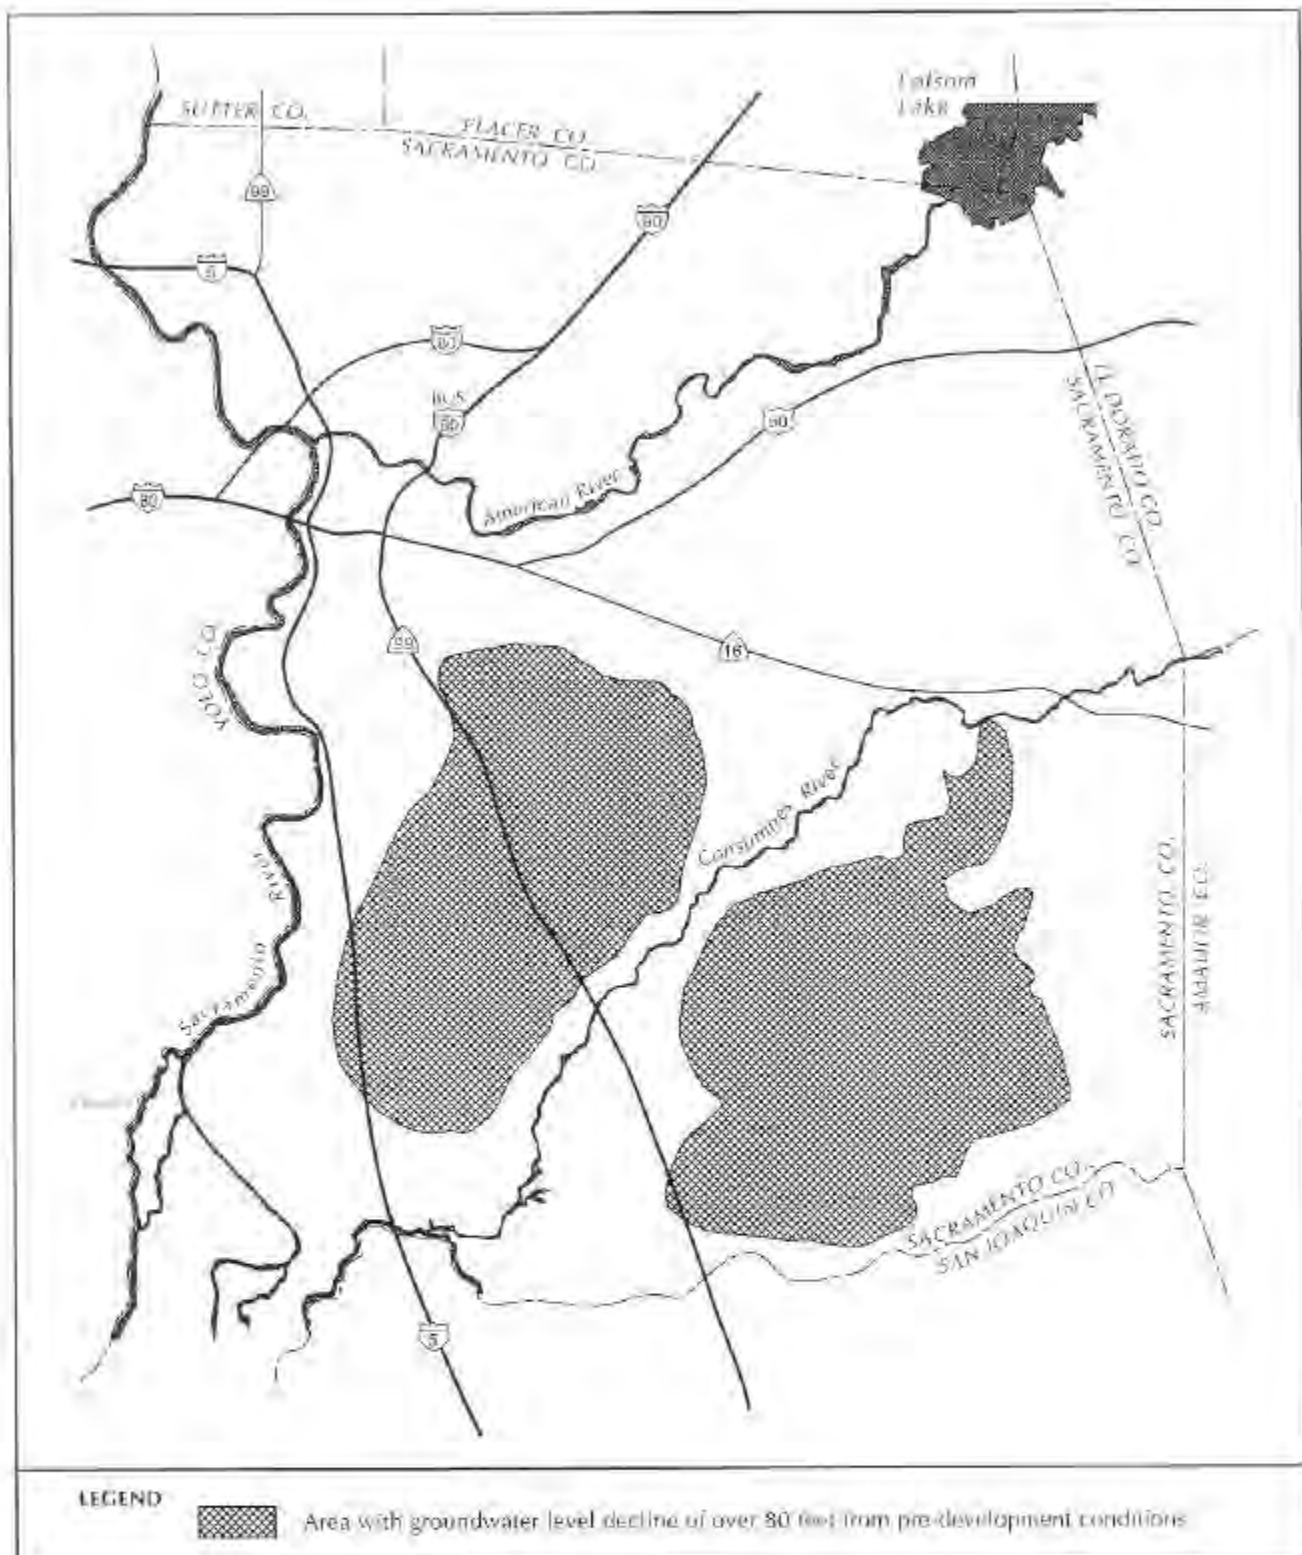 Folsom
Lake
SUTTER CO.
PLACER CO.
SACRAMENTO CO.
99
80
5
80
BUS
80
50
EL DORADO CO.
SACRAMENTO CO.
American River
80
YOLO CO.
99
16
Consumnes River
River
Sacramento
SACRAMENTO CO.
AMADOR CO.
SACRAMENTO CO.
SAN JOAQUIN CO.
5
LEGEND
Area with groundwater level decline of over 80 feet from pre-development conditions